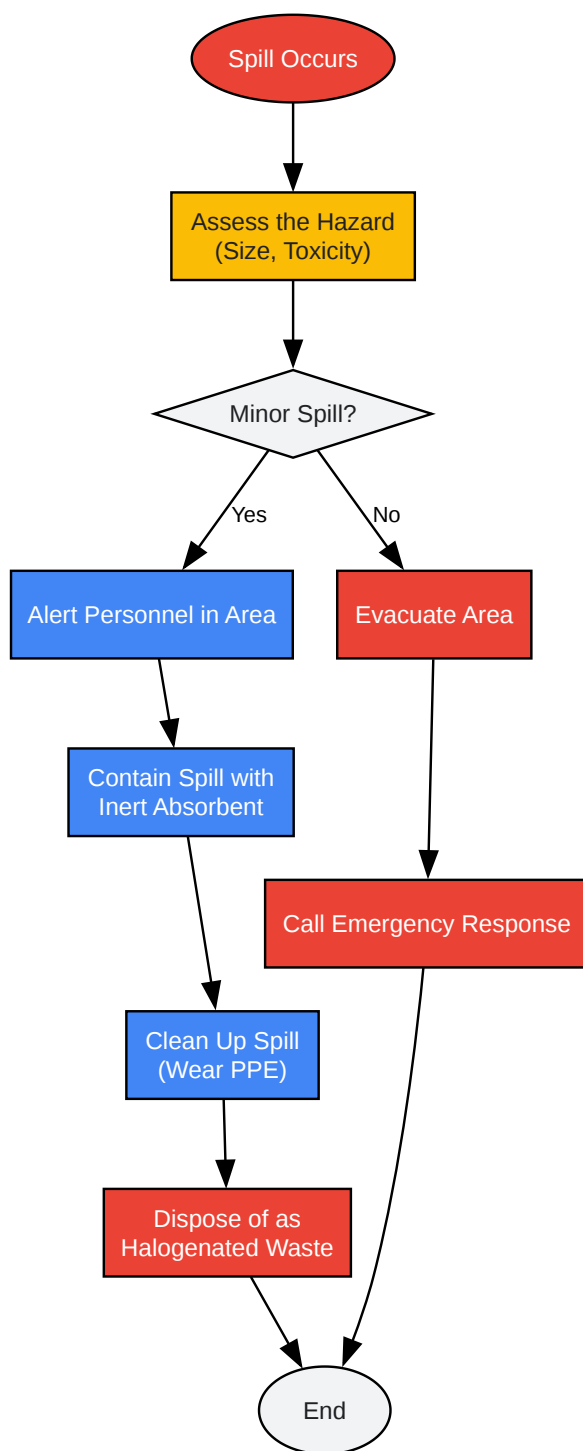 Spill Occurs
Assess the Hazard
(Size, Toxicity)
Minor Spill?
Yes
No
Alert Personnel in Area
Evacuate Area
Contain Spill with
Inert Absorbent
Call Emergency Response
Clean Up Spill
(Wear PPE)
Dispose of as
Halogenated Waste
End